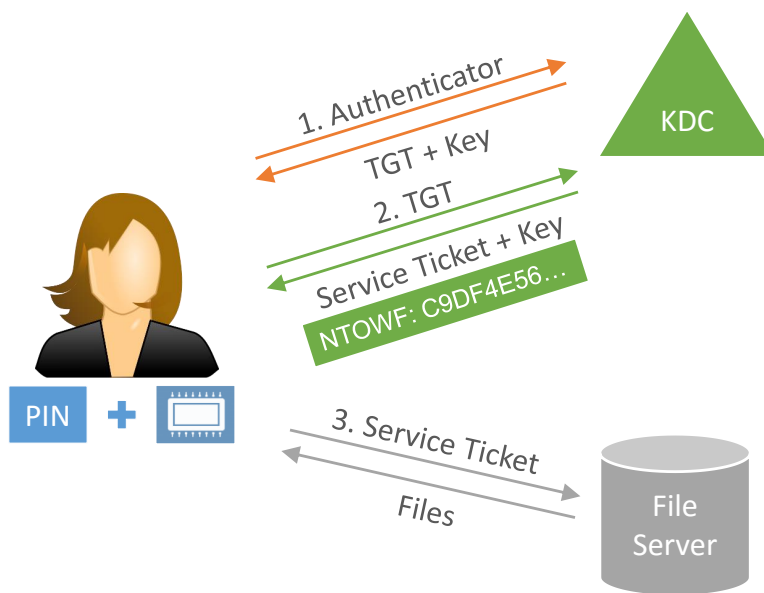 1. Authenticator
KDC
TGT + Key
2. TGT
Service Ticket + Key
NTOWF: C9DF4E56…
PIN
3. Service Ticket
Files
File
Server